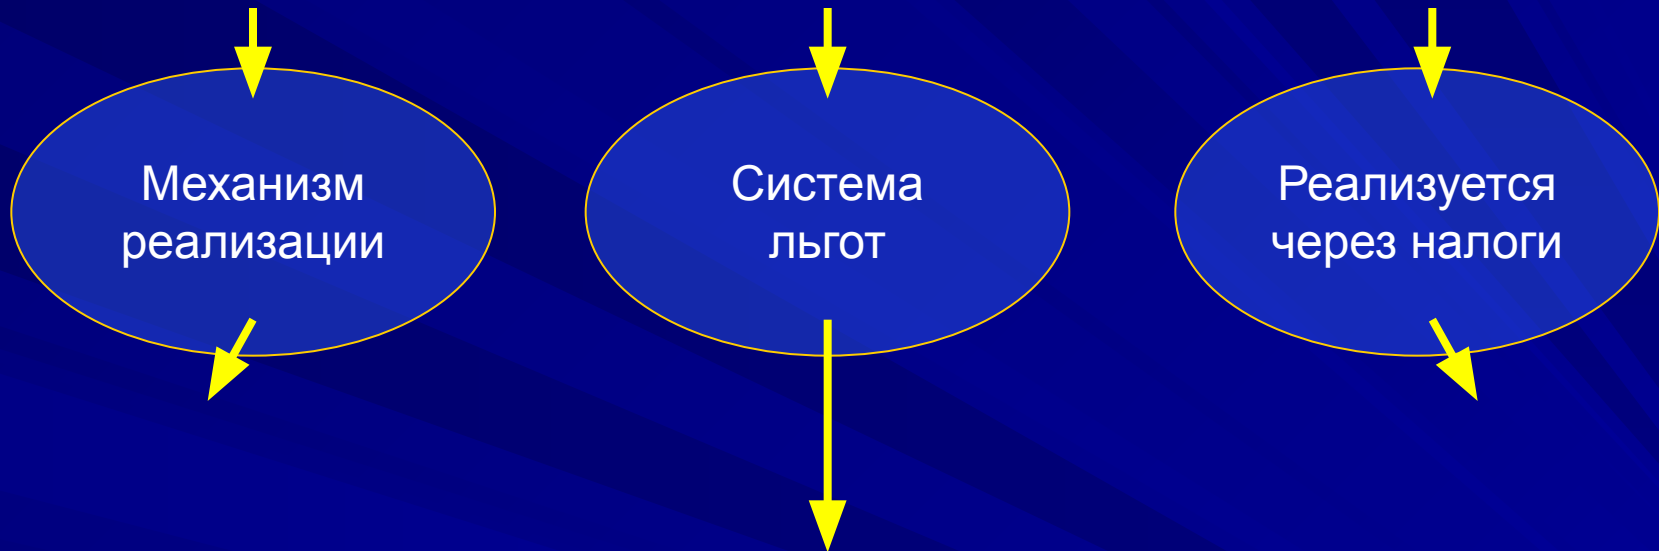 Механизм
реализации
Система
льгот
Реализуется
через налоги